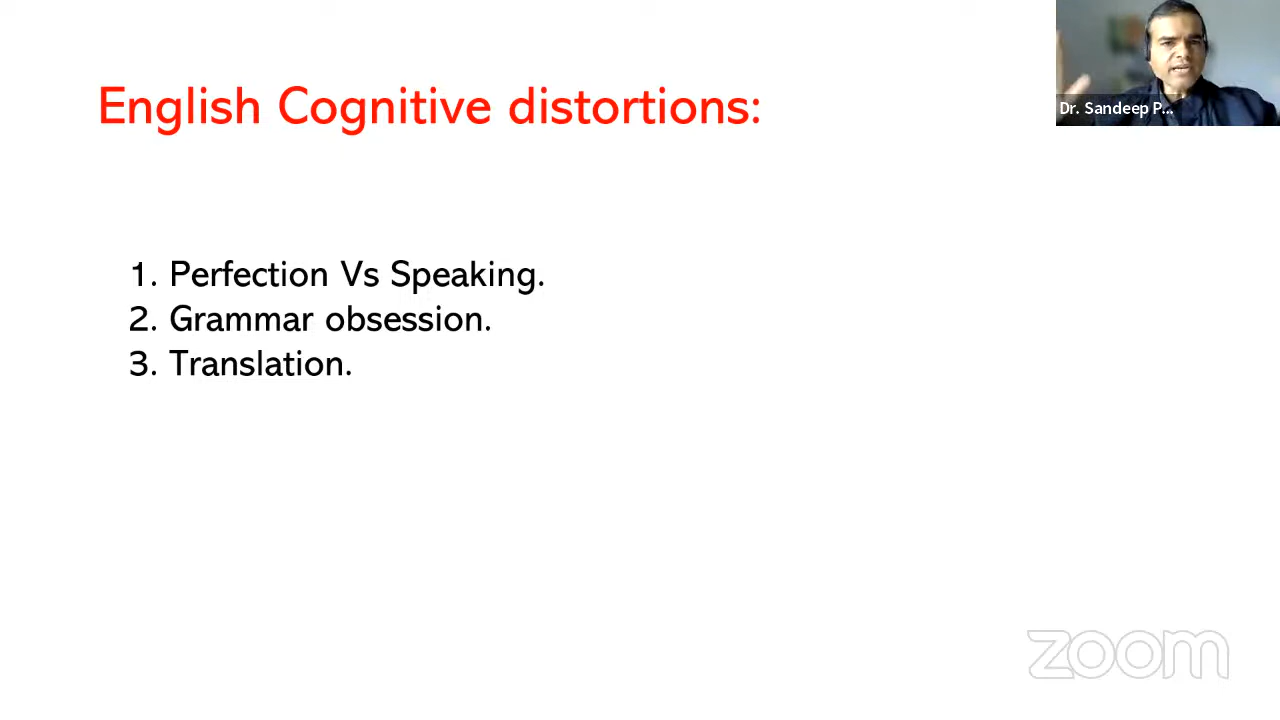 English Cognitive distortions:
Dr. Sandeep P...
1. Perfection Vs Speaking.
2. Grammar obsession.
3. Translation.
zoom